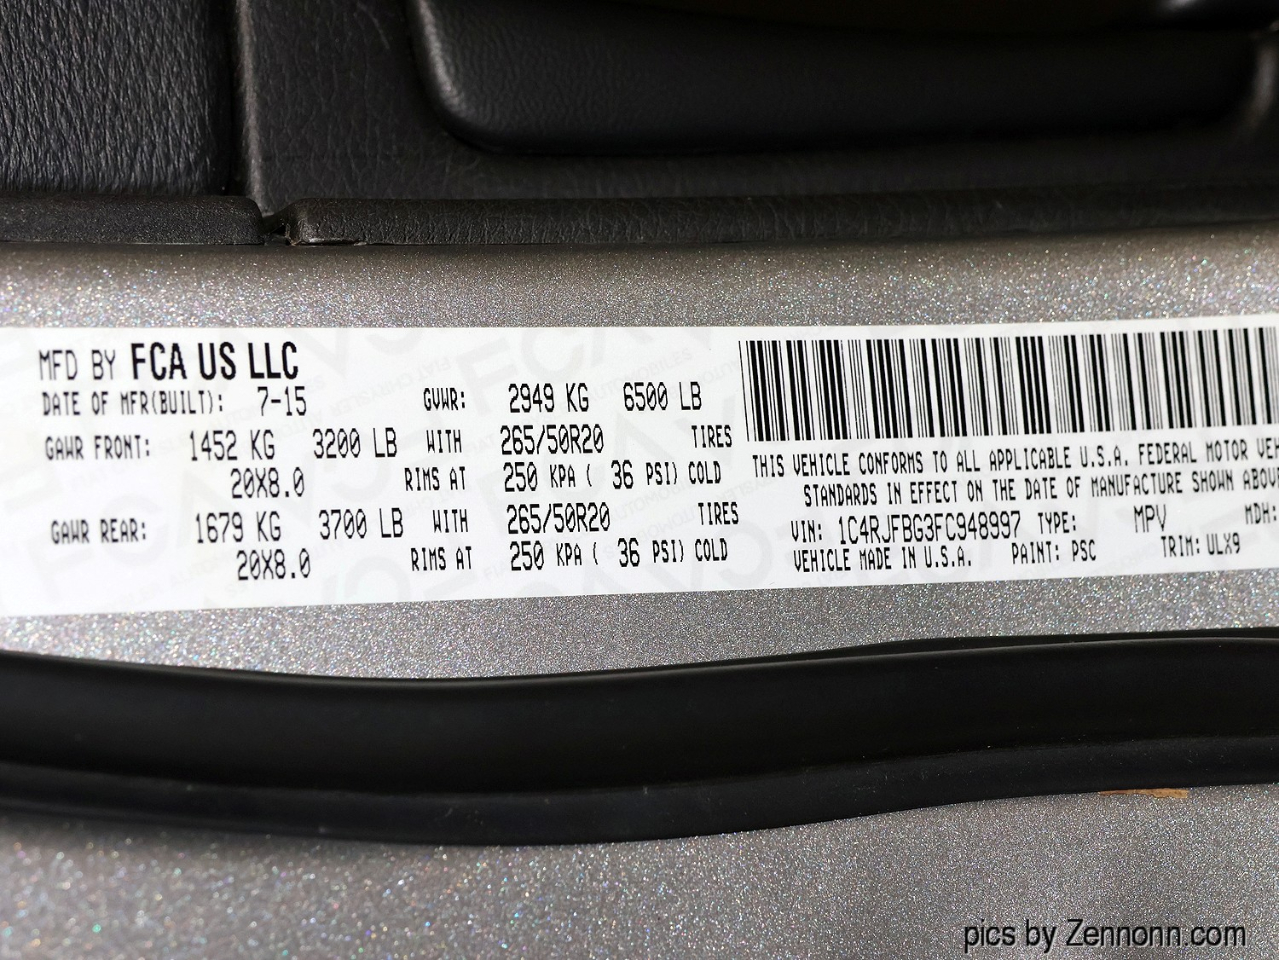 MFD BY FCA US LLC
DATE OF MFR(BUILT): 7-15 GVWR: 2949 KG 6500 LB
GAWR FRONT: 1452 KG 3200 LB WITH 265/50R20 TIRES
20X8.0 RIMS AT 250 KPA ( 36 PSI) COLD
GAWR REAR: 1679 KG 3700 LB WITH 265/50R20 TIRES
20X8.0 RIMS AT 250 KPA ( 36 PSI) COLD
THIS VEHICLE CONFORMS TO ALL APPLICABLE U.S.A. FEDERAL MOTOR VEH
STANDARDS IN EFFECT ON THE DATE OF MANUFACTURE SHOWN ABOV
VIN: 1C4RJFBG3FC948997 TYPE: MPV MDH:
VEHICLE MADE IN U.S.A. PAINT: PSC TRIM: ULX9
pics by Zennonn.com